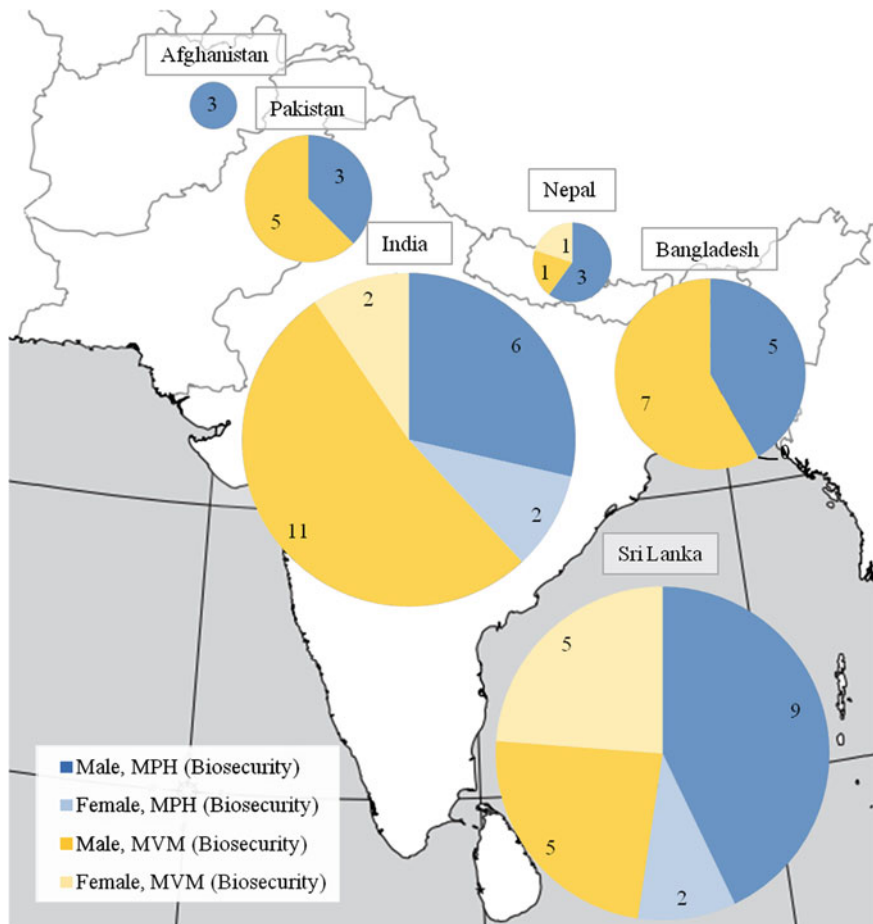 Afghanistan
3
Pakistan
3
5
Nepal
1
1
3
India
2
6
2
11
Bangladesh
5
7
Sri Lanka
5
9
5
2
Male, MPH (Biosecurity)
Female, MPH (Biosecurity)
Male, MVM (Biosecurity)
Female, MVM (Biosecurity)